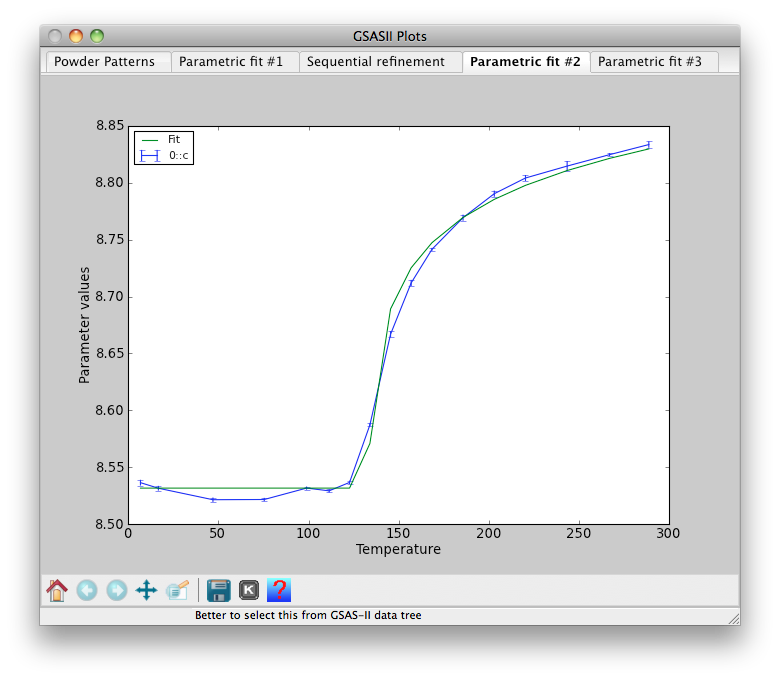 GSASII Plots
Powder Patterns Parametric fit #1 Sequential refinement Parametric fit #2 Parametric fit #3
8.85
Fit
0::c
8.80
8.75
8.70
8.65
8.60
8.55
8.50
Parameter values
0 50 100 150 200 250 300
Temperature
K ?
Better to select this from GSAS-II data tree